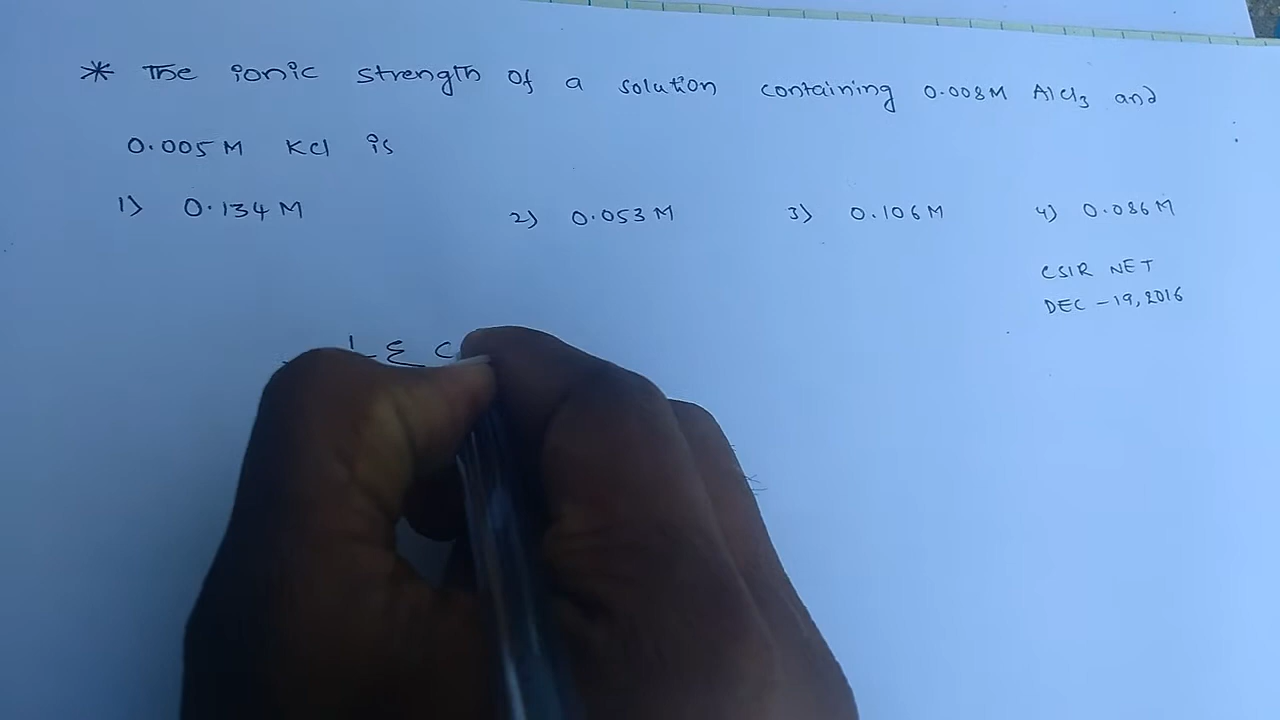 * The ionic strength of a solution containing 0.008M AlCl3 and
0.005 M KCl is
1) 0.134 M 2) 0.053 M 3) 0.106 M 4) 0.086 M
CSIR NET
DEC - 19, 2016
Σ C